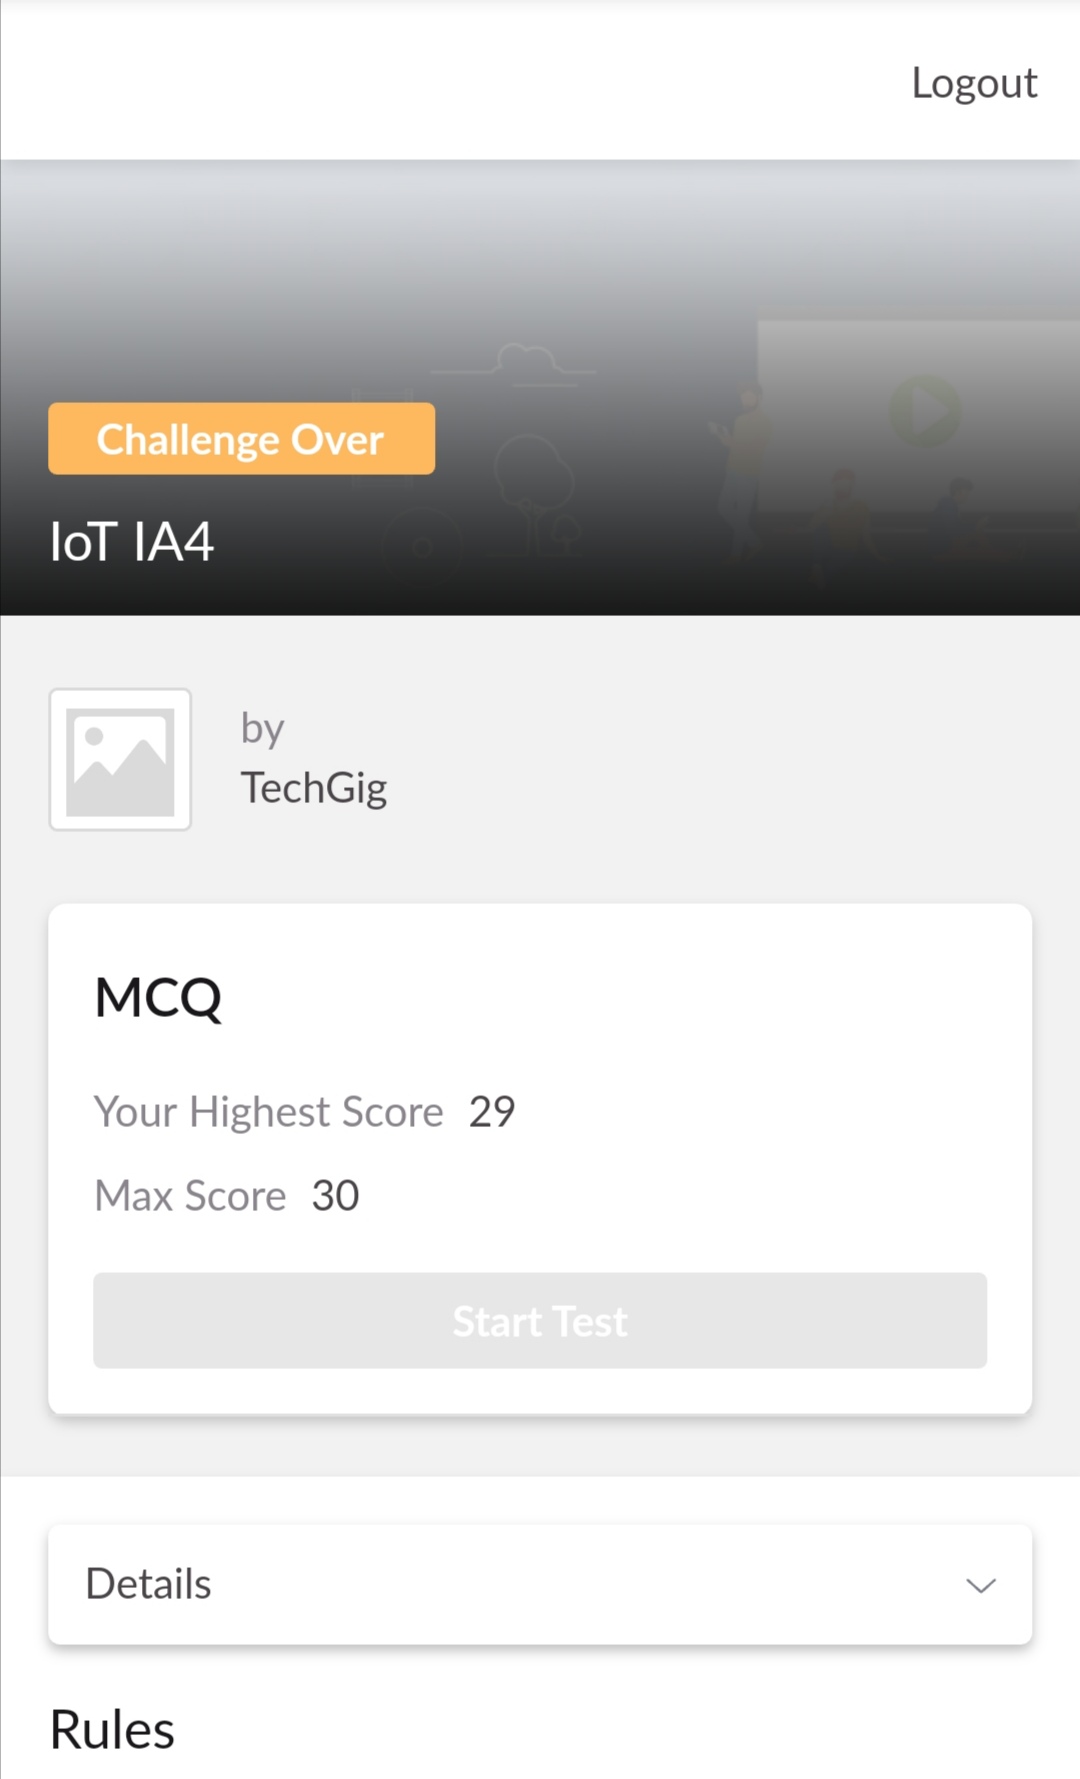 Logout
Challenge Over
IoT IA4
by
TechGig
MCQ
Your Highest Score 29
Max Score 30
Start Test
Details
Rules